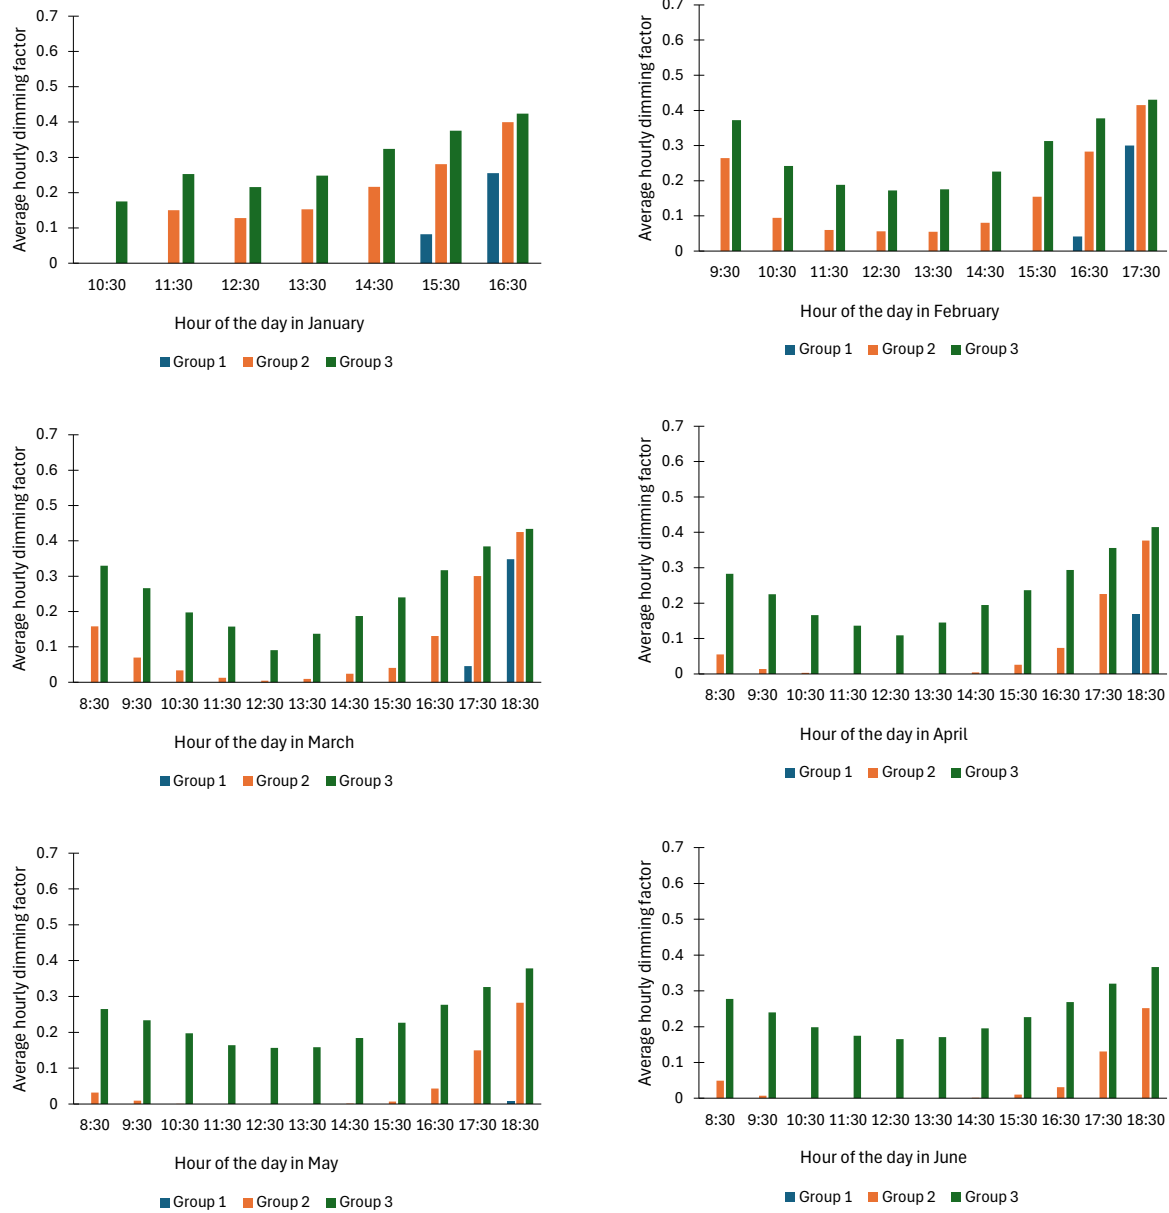 Average hourly dimming factor
0.7
0.6
0.5
0.4
0.3
0.2
0.1
0
10:30 11:30 12:30 13:30 14:30 15:30 16:30
Hour of the day in January
Group 1 Group 2 Group 3
Average hourly dimming factor
0.7
0.6
0.5
0.4
0.3
0.2
0.1
0
9:30 10:30 11:30 12:30 13:30 14:30 15:30 16:30 17:30
Hour of the day in February
Group 1 Group 2 Group 3
Average hourly dimming factor
0.7
0.6
0.5
0.4
0.3
0.2
0.1
0
8:30 9:30 10:30 11:30 12:30 13:30 14:30 15:30 16:30 17:30 18:30
Hour of the day in March
Group 1 Group 2 Group 3
Average hourly dimming factor
0.7
0.6
0.5
0.4
0.3
0.2
0.1
0
8:30 9:30 10:30 11:30 12:30 13:30 14:30 15:30 16:30 17:30 18:30
Hour of the day in April
Group 1 Group 2 Group 3
Average hourly dimming factor
0.7
0.6
0.5
0.4
0.3
0.2
0.1
0
8:30 9:30 10:30 11:30 12:30 13:30 14:30 15:30 16:30 17:30 18:30
Hour of the day in May
Group 1 Group 2 Group 3
Average hourly dimming factor
0.7
0.6
0.5
0.4
0.3
0.2
0.1
0
8:30 9:30 10:30 11:30 12:30 13:30 14:30 15:30 16:30 17:30 18:30
Hour of the day in June
Group 1 Group 2 Group 3